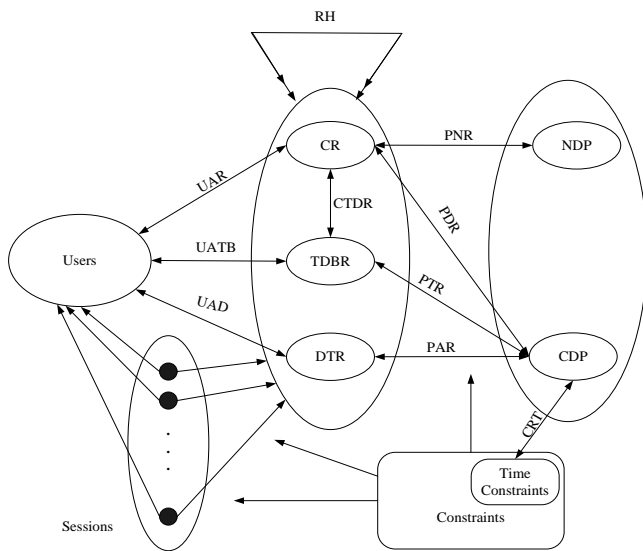 RH
CR
PNR
NDP
UAR
CTDR
PDR
Users
UATB
TDBR
PTR
UAD
DTR
PAR
CDP
CRT
Time
Constraints
Constraints
Sessions